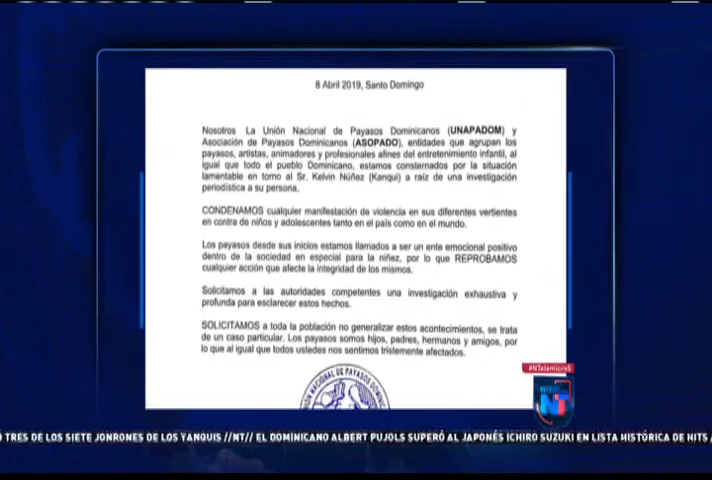 8 Abril 2019, Santo Domingo
Nosotros La Unión Nacional de Payasos Dominicanos (UNAPADOM) y
Asociación de Payasos Dominicanos (ASOPADO), entidades que agrupan los
payasos, artistas, animadores y profesionales afines del entretenimiento infantil, al
igual que todo el pueblo Dominicano, estamos consternados por la situación
lamentable en torno al Sr. Kelvin Núñez (Kanqui) a raíz de una investigación
periodística a su persona.
CONDENAMOS cualquier manifestación de violencia en sus diferentes vertientes
en contra de niños y adolescentes tanto en el país como en el mundo.
Los payasos desde sus inicios estamos llamados a ser un ente emocional positivo
dentro de la sociedad en especial para la niñez, por lo que REPROBAMOS
cualquier acción que afecte la integridad de los mismos.
Solicitamos a las autoridades competentes una investigación exhaustiva y
profunda para esclarecer estos hechos.
SOLICITAMOS a toda la población no generalizar estos acontecimientos, se trata
de un caso particular. Los payasos somos hijos, padres, hermanos y amigos, por
lo que al igual que todos ustedes nos sentimos tristemente afectados.
NACIONAL DE PAYASOS
#NTelemicro5
NT
TRES DE LOS SIETE JONRONES DE LOS YANQUIS //NT// EL DOMINICANO ALBERT PUJOLS SUPERÓ AL JAPONÉS ICHIRO SUZUKI EN LISTA HISTÓRICA DE HITS /